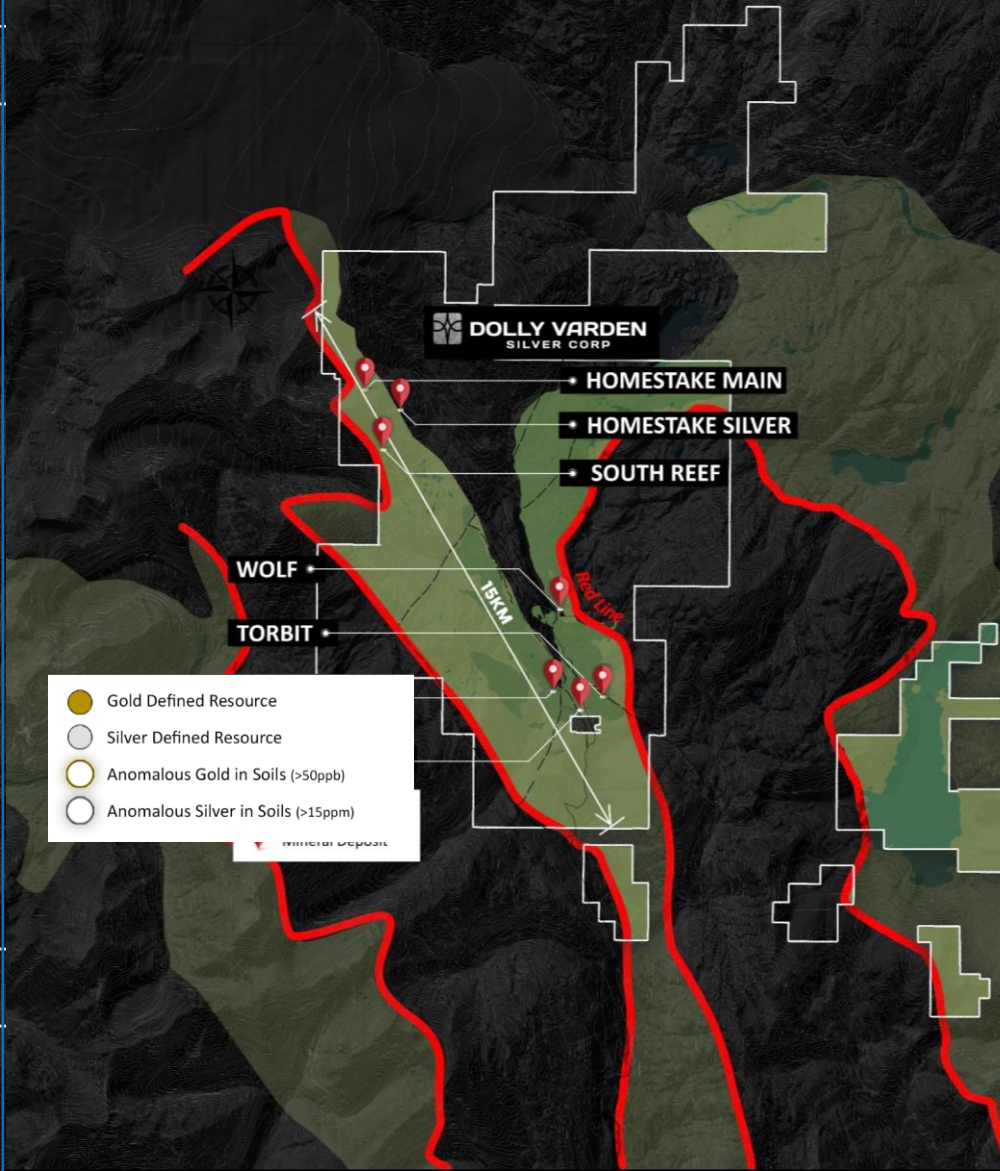 DOLLY VARDEN
SILVER CORP
HOMESTAKE MAIN
HOMESTAKE SILVER
SOUTH REEF
WOLF
Red Line
15KM
TORBIT
Gold Defined Resource
Silver Defined Resource
Anomalous Gold in Soils (>50ppb)
Anomalous Silver in Soils (>15ppm)
Mineral Deposit